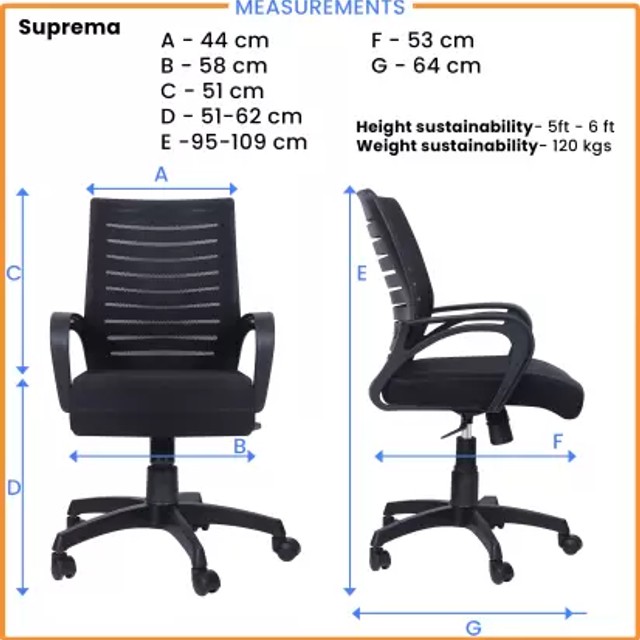 MEASUREMENTS
Suprema
A - 44 cm
B - 58 cm
C - 51 cm
D - 51-62 cm
E -95-109 cm
F - 53 cm
G - 64 cm
Height sustainability- 5ft - 6 ft
Weight sustainability- 120 kgs
A
C
E
B
F
D
G